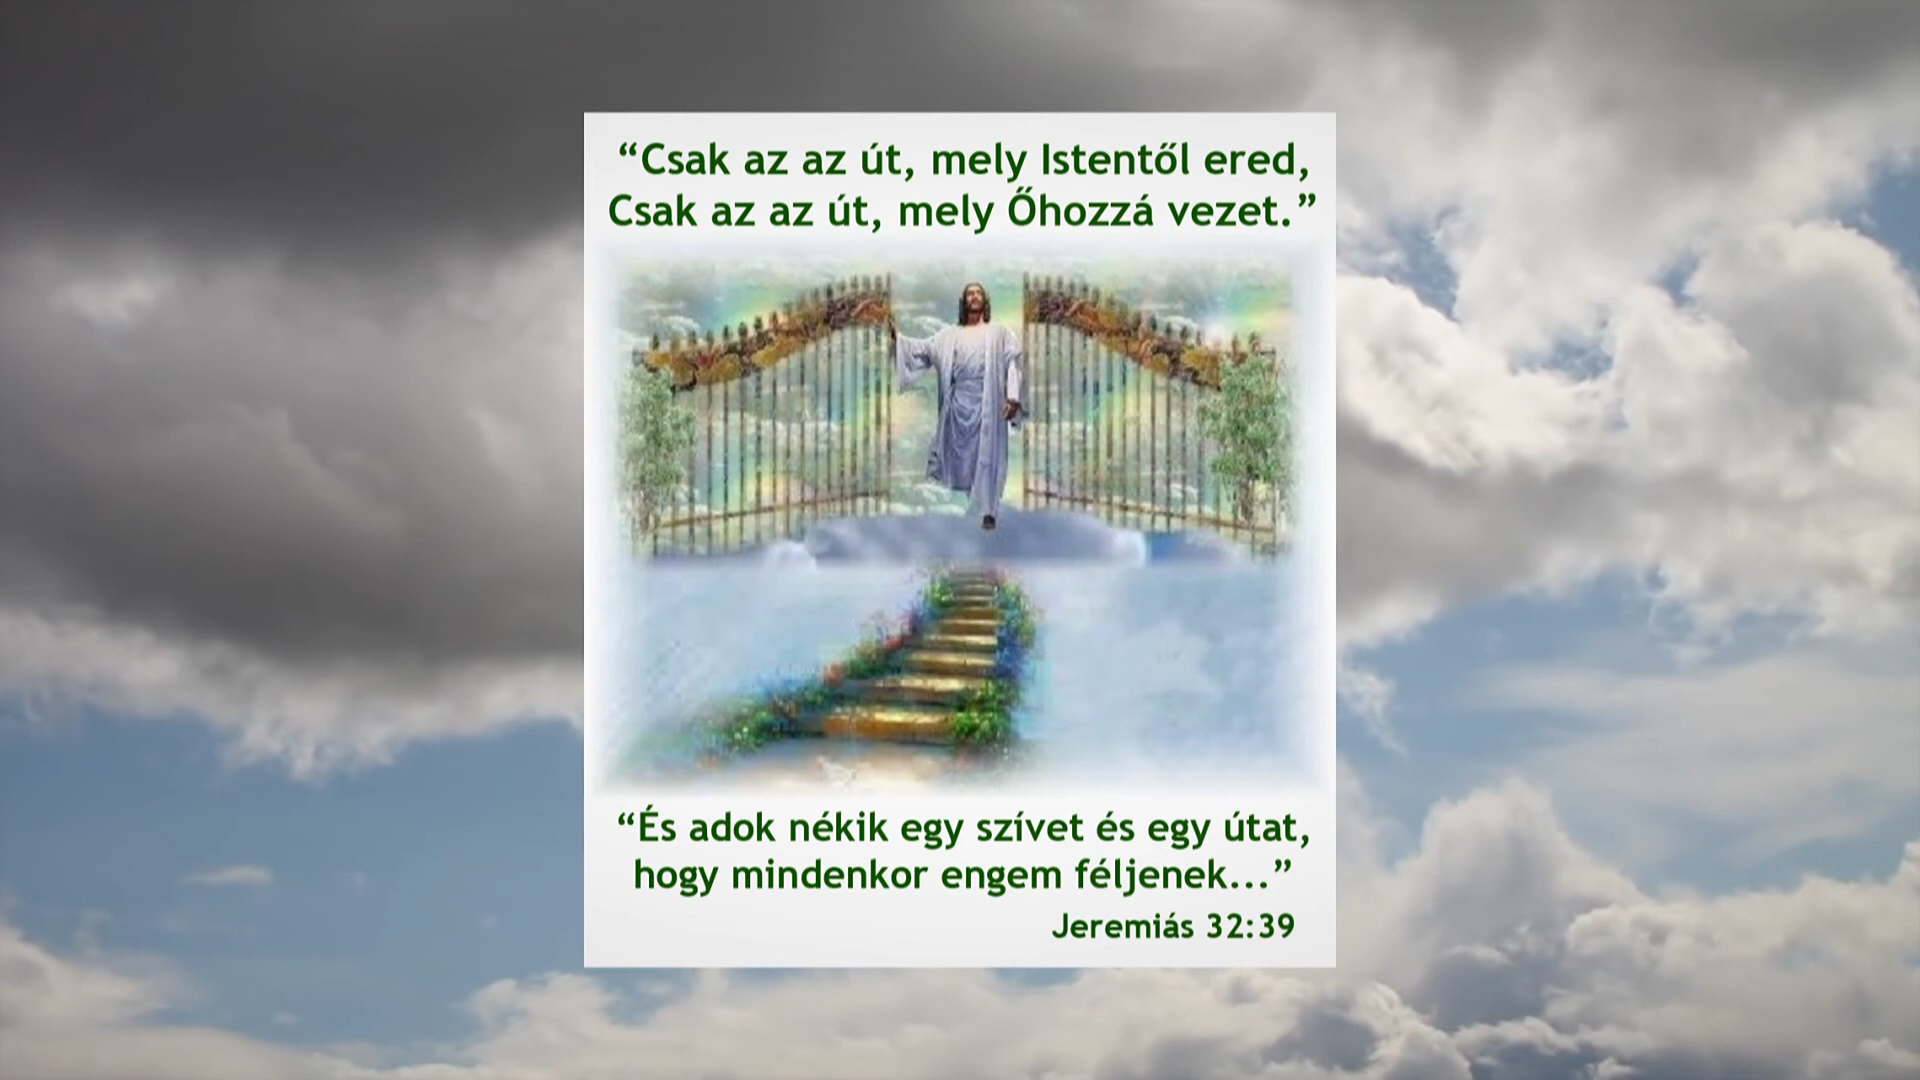 “Csak az az út, mely Istentől ered,
Csak az az út, mely Őhozzá vezet.”
“És adok nékik egy szívet és egy útat,
hogy mindenkor engem féljenek...”
Jeremiás 32:39